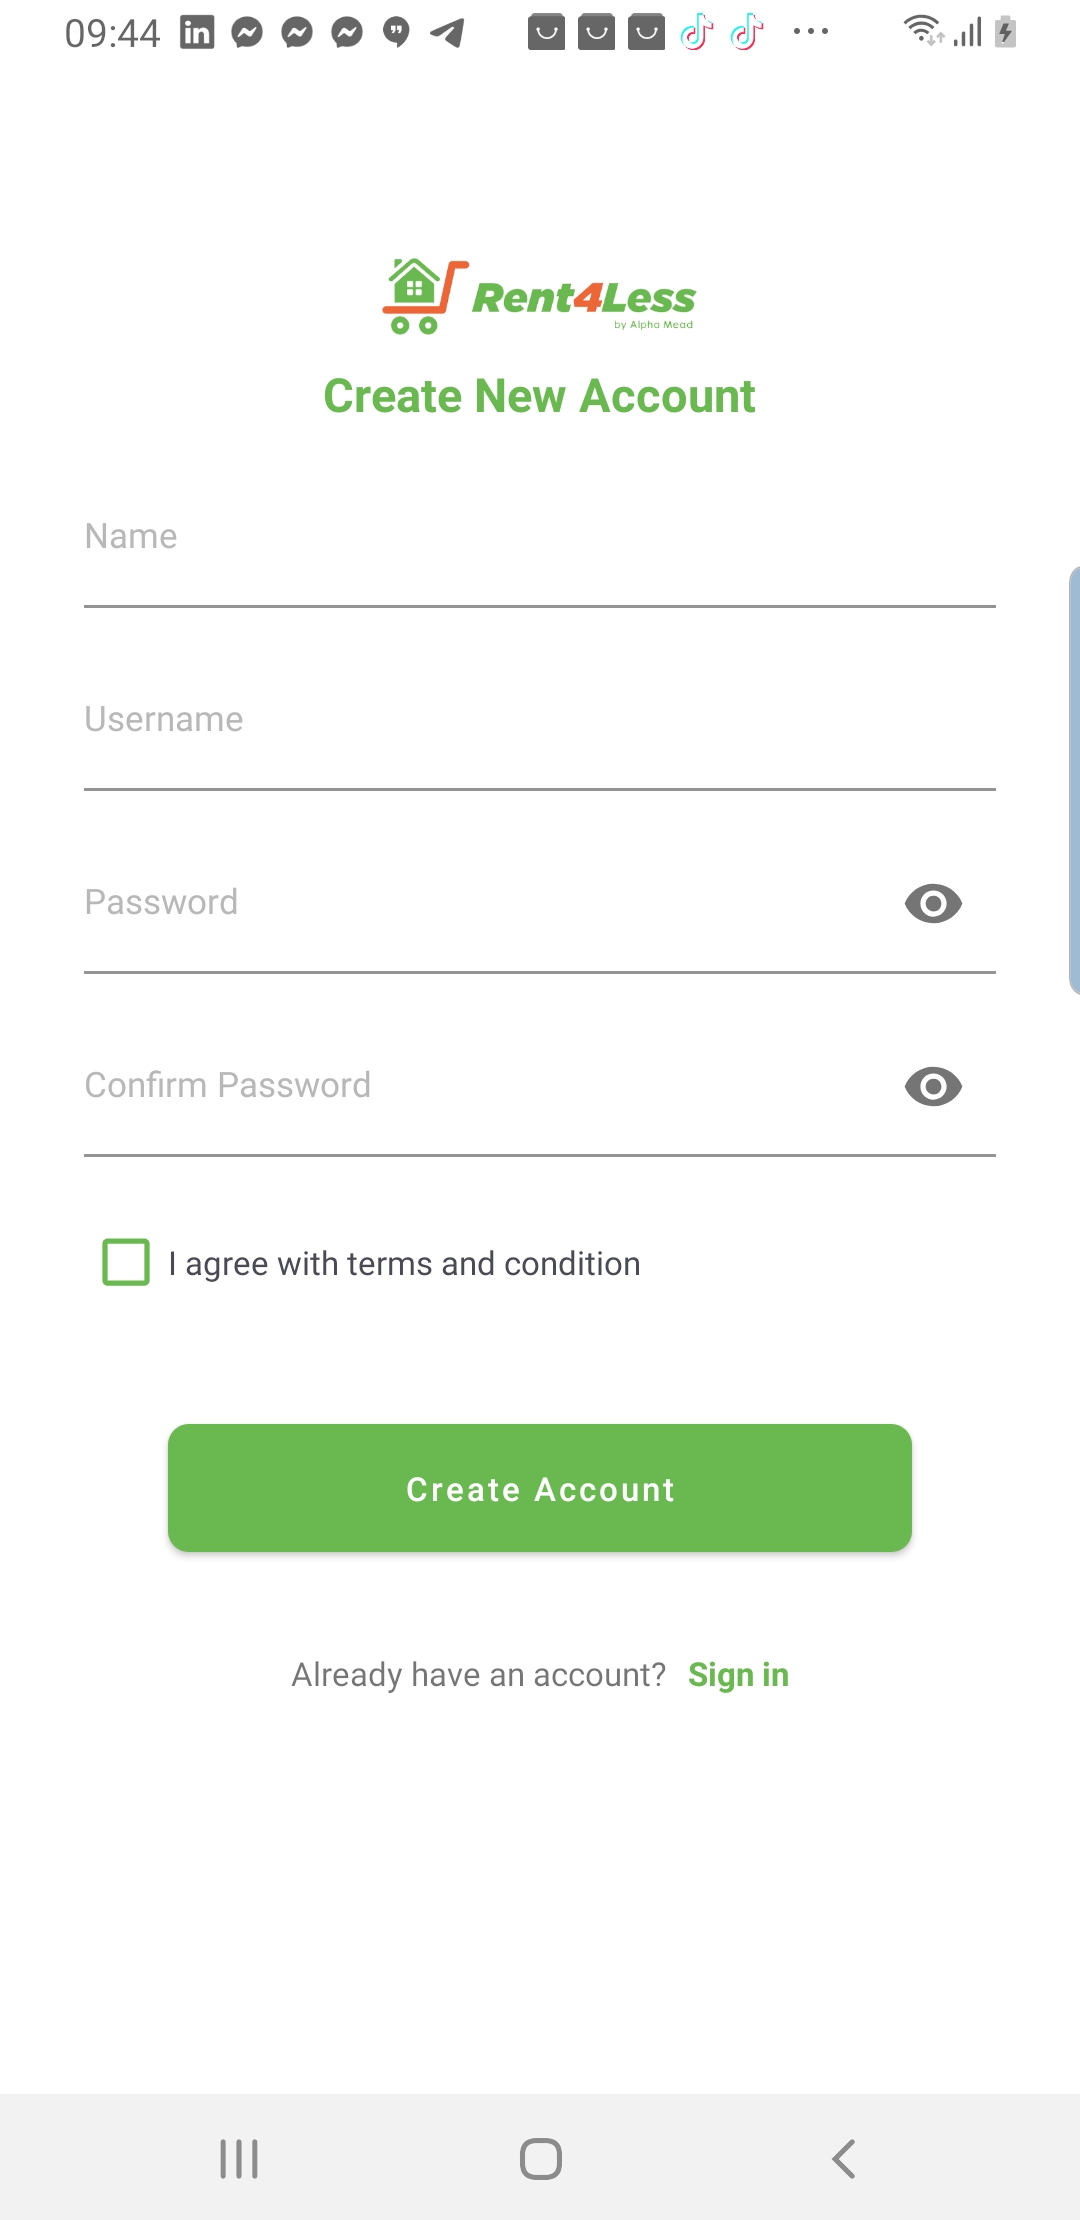 09:44
Rent4Less
by Alpha Mead
Create New Account
Name
Username
Password
Confirm Password
I agree with terms and condition
Create Account
Already have an account? Sign in